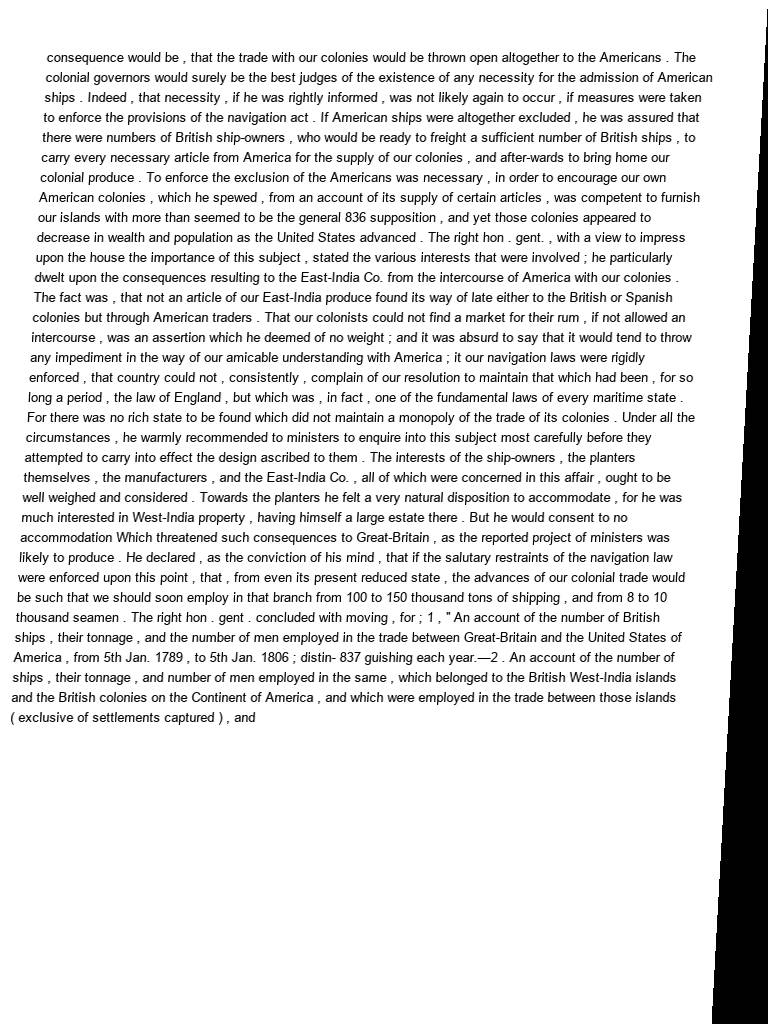 consequence would be , that the trade with our colonies would be thrown open altogether to the Americans . The
colonial governors would surely be the best judges of the existence of any necessity for the admission of American
ships . Indeed , that necessity , if he was rightly informed , was not likely again to occur , if measures were taken
to enforce the provisions of the navigation act . If American ships were altogether excluded , he was assured that
there were numbers of British ship-owners , who would be ready to freight a sufficient number of British ships , to
carry every necessary article from America for the supply of our colonies , and after-wards to bring home our
colonial produce . To enforce the exclusion of the Americans was necessary , in order to encourage our own
American colonies , which he spewed , from an account of its supply of certain articles , was competent to furnish
our islands with more than seemed to be the general 836 supposition , and yet those colonies appeared to
decrease in wealth and population as the United States advanced . The right hon . gent. , with a view to impress
upon the house the importance of this subject , stated the various interests that were involved ; he particularly
dwelt upon the consequences resulting to the East-India Co. from the intercourse of America with our colonies .
The fact was , that not an article of our East-India produce found its way of late either to the British or Spanish
colonies but through American traders . That our colonists could not find a market for their rum , if not allowed an
intercourse , was an assertion which he deemed of no weight ; and it was absurd to say that it would tend to throw
any impediment in the way of our amicable understanding with America ; it our navigation laws were rigidly
enforced , that country could not , consistently , complain of our resolution to maintain that which had been , for so
long a period , the law of England , but which was , in fact , one of the fundamental laws of every maritime state .
For there was no rich state to be found which did not maintain a monopoly of the trade of its colonies . Under all the
circumstances , he warmly recommended to ministers to enquire into this subject most carefully before they
attempted to carry into effect the design ascribed to them . The interests of the ship-owners , the planters
themselves , the manufacturers , and the East-India Co. , all of which were concerned in this affair , ought to be
well weighed and considered . Towards the planters he felt a very natural disposition to accommodate , for he was
much interested in West-India property , having himself a large estate there . But he would consent to no
accommodation Which threatened such consequences to Great-Britain , as the reported project of ministers was
likely to produce . He declared , as the conviction of his mind , that if the salutary restraints of the navigation law
were enforced upon this point , that , from even its present reduced state , the advances of our colonial trade would
be such that we should soon employ in that branch from 100 to 150 thousand tons of shipping , and from 8 to 10
thousand seamen . The right hon . gent . concluded with moving , for ; 1 , " An account of the number of British
ships , their tonnage , and the number of men employed in the trade between Great-Britain and the United States of
America , from 5th Jan. 1789 , to 5th Jan. 1806 ; distin- 837 guishing each year.—2 . An account of the number of
ships , their tonnage , and number of men employed in the same , which belonged to the British West-India islands
and the British colonies on the Continent of America , and which were employed in the trade between those islands
( exclusive of settlements captured ) , and